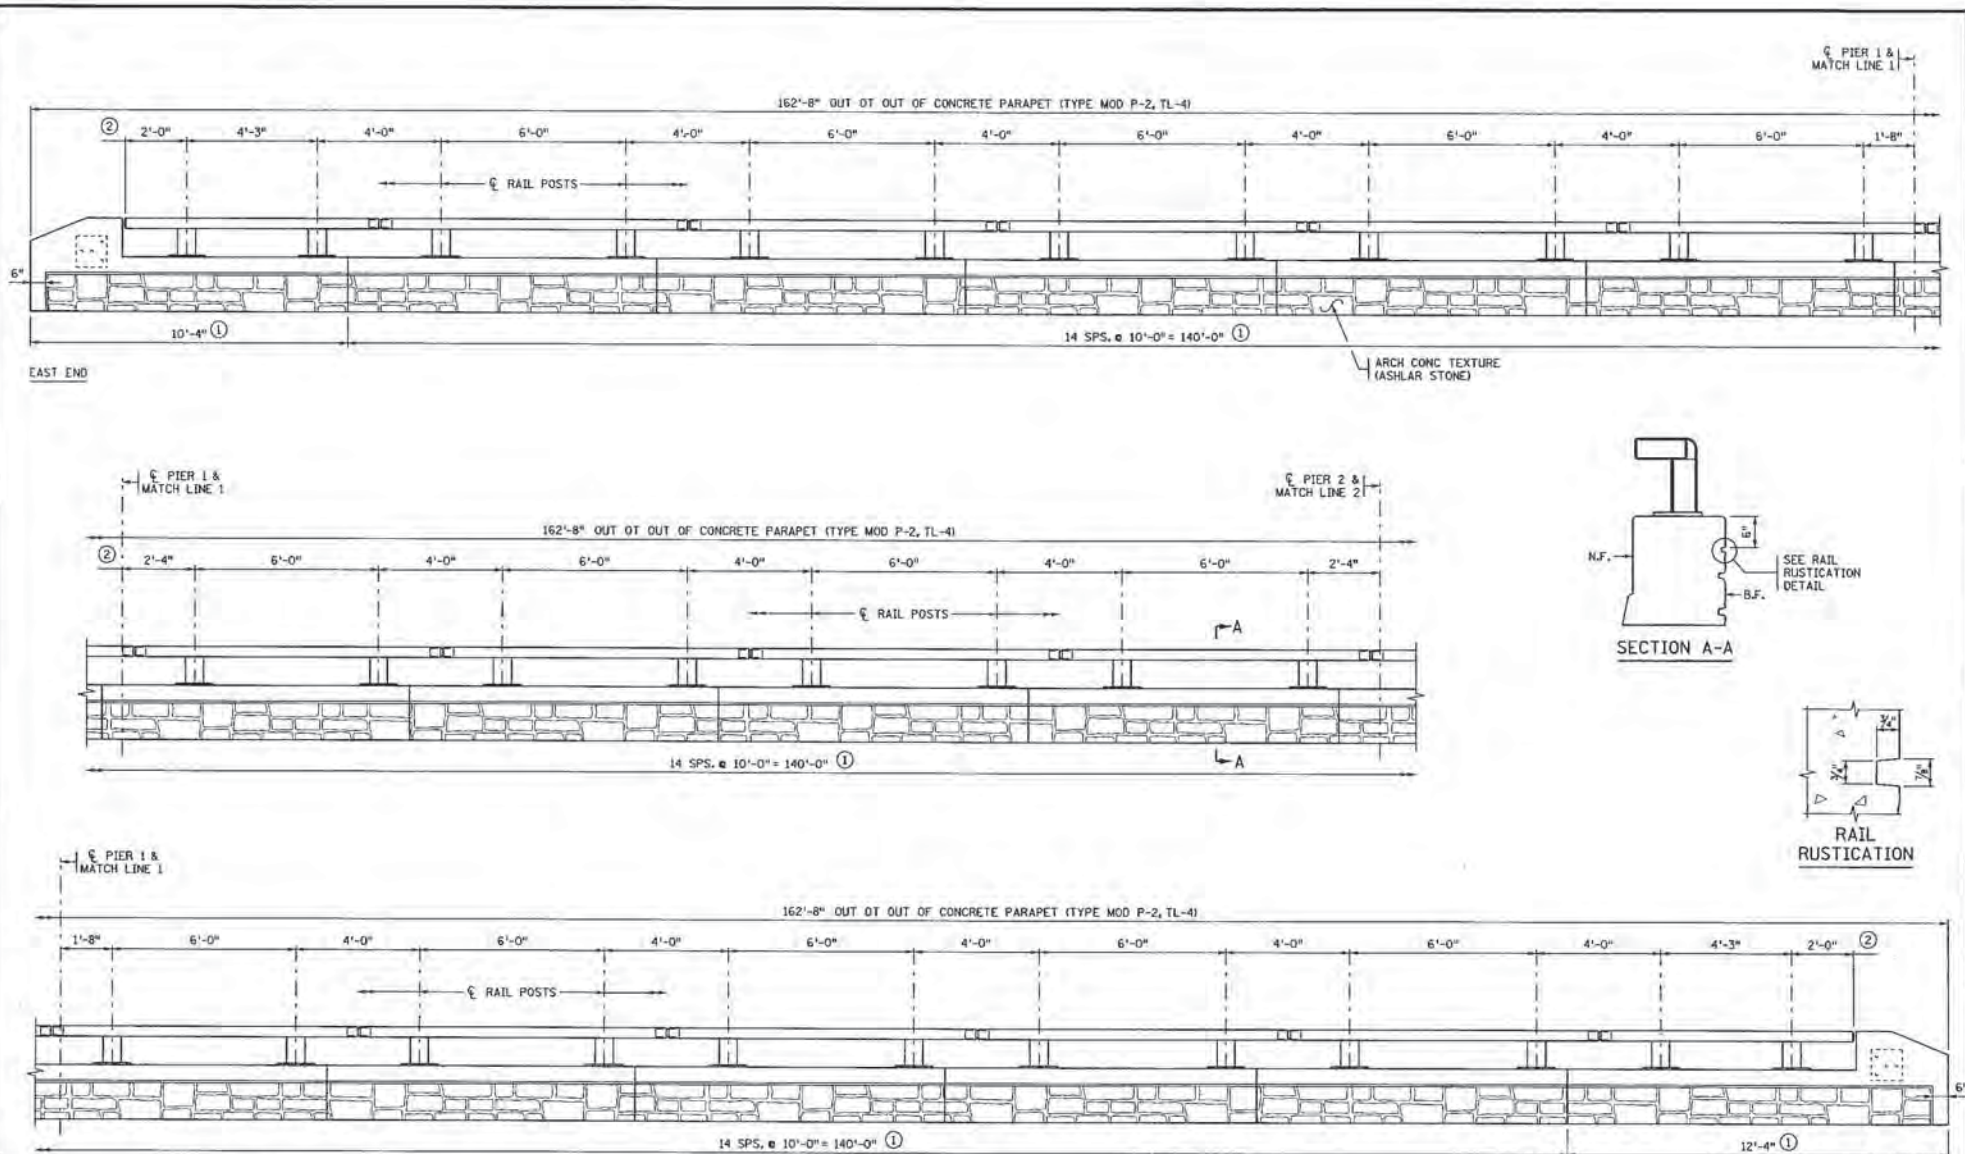 ℄ PIER 1 &
MATCH LINE 1
162'-8" OUT OT OUT OF CONCRETE PARAPET (TYPE MOD P-2, TL-4)
② 2'-0" 4'-3" 4'-0" 6'-0" 4'-0" 6'-0" 4'-0" 6'-0" 4'-0" 6'-0" 4'-0" 6'-0" 1'-8"
℄ RAIL POSTS
6"
10'-4" ①
14 SPS. @ 10'-0" = 140'-0" ①
ARCH CONC TEXTURE
(ASHLAR STONE)
EAST END
℄ PIER 1 &
MATCH LINE 1
℄ PIER 2 &
MATCH LINE 2
162'-8" OUT OT OUT OF CONCRETE PARAPET (TYPE MOD P-2, TL-4)
② 2'-4" 6'-0" 4'-0" 6'-0" 4'-0" 6'-0" 4'-0" 6'-0" 2'-4"
℄ RAIL POSTS
A
A
14 SPS. @ 10'-0" = 140'-0" ①
6"
N.F.
SEE RAIL
RUSTICATION
DETAIL
B.F.
SECTION A-A
3/4"
3/4"
7/8"
RAIL
RUSTICATION
℄ PIER 1 &
MATCH LINE 1
162'-8" OUT OT OUT OF CONCRETE PARAPET (TYPE MOD P-2, TL-4)
1'-8" 6'-0" 4'-0" 6'-0" 4'-0" 6'-0" 4'-0" 6'-0" 4'-0" 6'-0" 4'-0" 4'-3" 2'-0" ②
℄ RAIL POSTS
6"
14 SPS. @ 10'-0" = 140'-0" ①
12'-4" ①